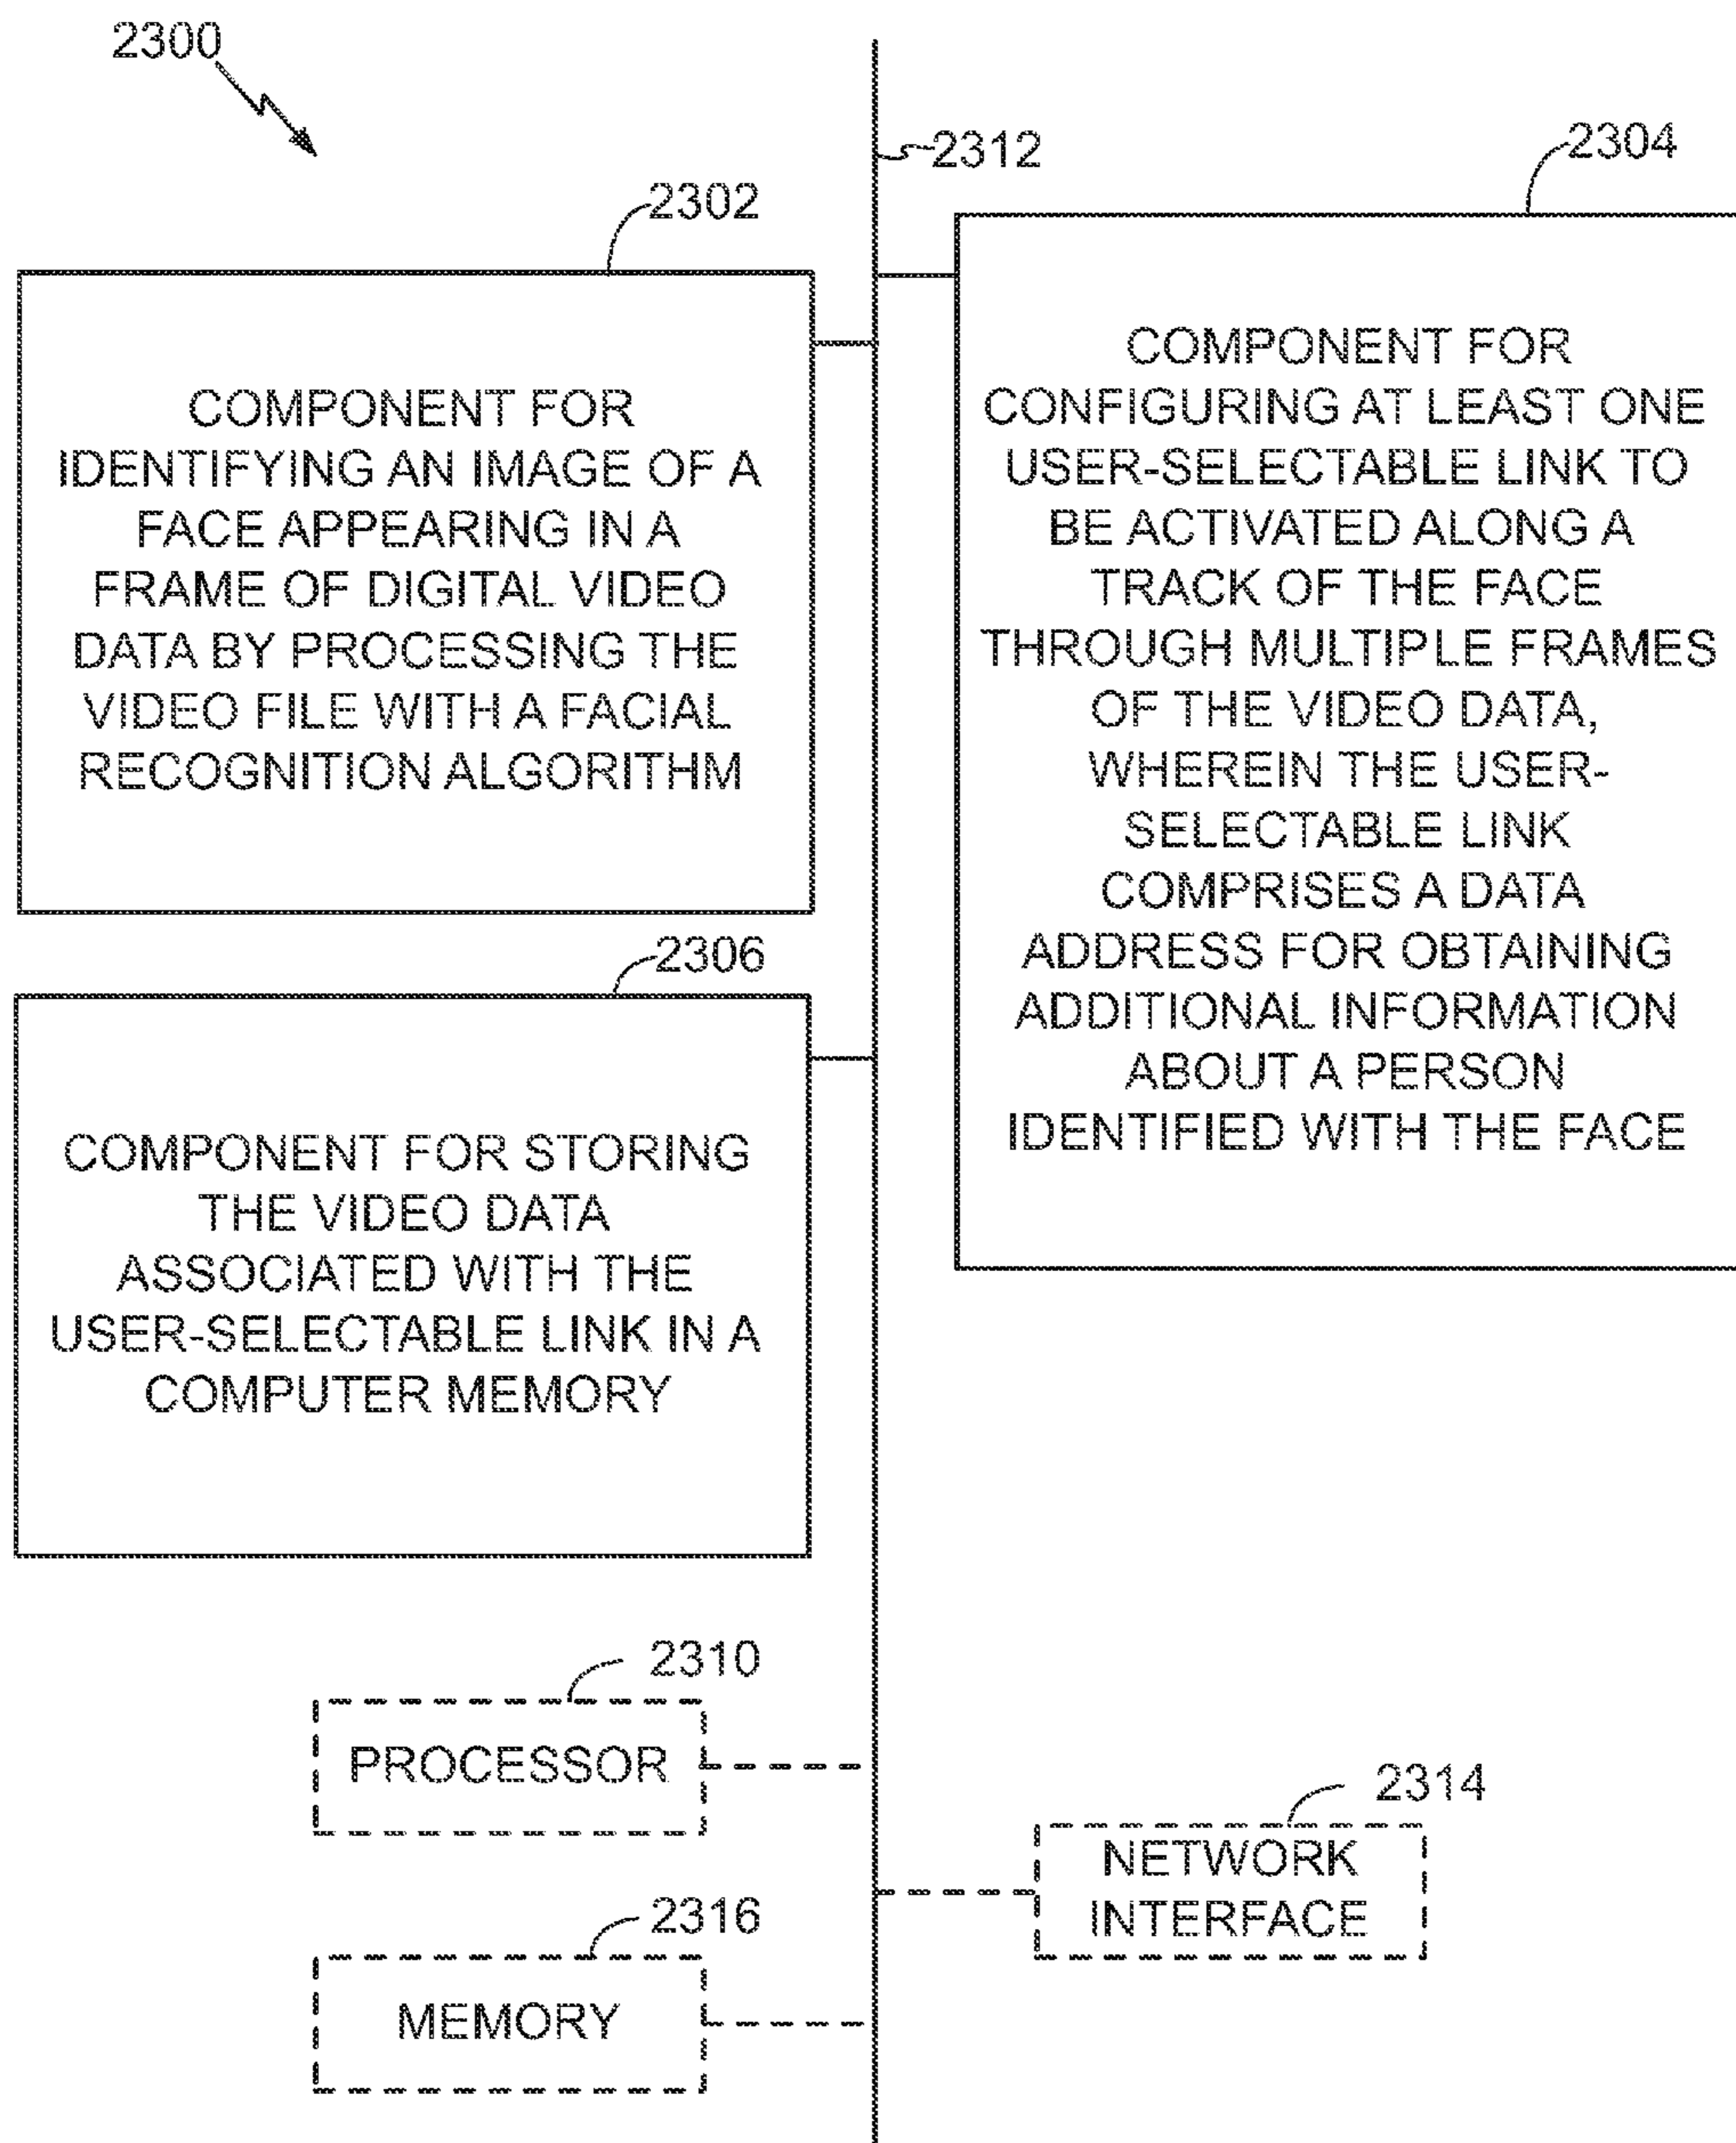 2300
2312
2304
2302
COMPONENT FOR
IDENTIFYING AN IMAGE OF A
FACE APPEARING IN A
FRAME OF DIGITAL VIDEO
DATA BY PROCESSING THE
VIDEO FILE WITH A FACIAL
RECOGNITION ALGORITHM
COMPONENT FOR
CONFIGURING AT LEAST ONE
USER-SELECTABLE LINK TO
BE ACTIVATED ALONG A
TRACK OF THE FACE
THROUGH MULTIPLE FRAMES
OF THE VIDEO DATA,
WHEREIN THE USER-
SELECTABLE LINK
COMPRISES A DATA
ADDRESS FOR OBTAINING
ADDITIONAL INFORMATION
ABOUT A PERSON
IDENTIFIED WITH THE FACE
2306
COMPONENT FOR STORING
THE VIDEO DATA
ASSOCIATED WITH THE
USER-SELECTABLE LINK IN A
COMPUTER MEMORY
2310
PROCESSOR
2314
NETWORK
INTERFACE
2316
MEMORY